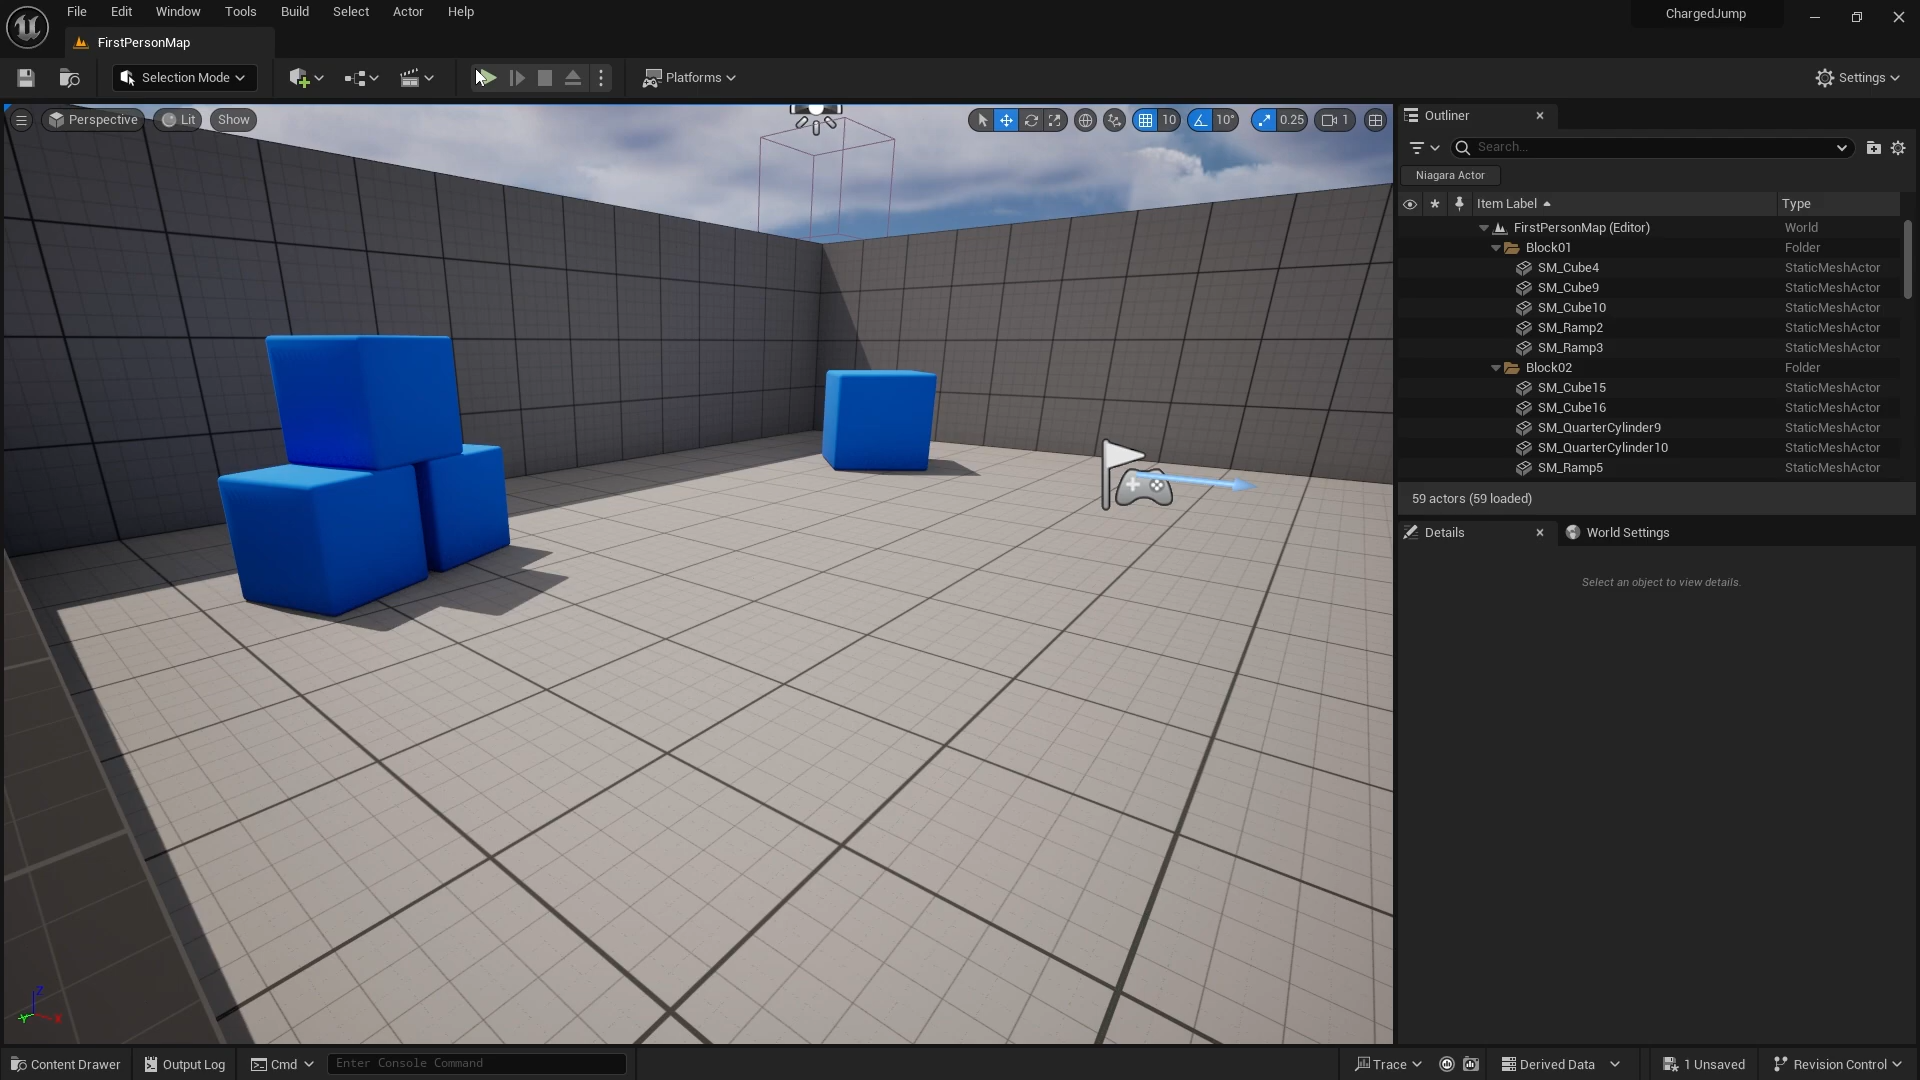 File Edit Window Tools Build Select Actor Help
ChargedJump
FirstPersonMap
Selection Mode
Platforms
Settings
Perspective Lit Show
10 10° 0.25 1
Outliner
Search...
Niagara Actor
Item Label Type
FirstPersonMap (Editor) World
Block01 Folder
SM_Cube4 StaticMeshActor
SM_Cube9 StaticMeshActor
SM_Cube10 StaticMeshActor
SM_Ramp2 StaticMeshActor
SM_Ramp3 StaticMeshActor
Block02 Folder
SM_Cube15 StaticMeshActor
SM_Cube16 StaticMeshActor
SM_QuarterCylinder9 StaticMeshActor
SM_QuarterCylinder10 StaticMeshActor
SM_Ramp5 StaticMeshActor
59 actors (59 loaded)
Details World Settings
Select an object to view details.
Z
Y X
Content Drawer Output Log Cmd Enter Console Command Trace Derived Data 1 Unsaved Revision Control